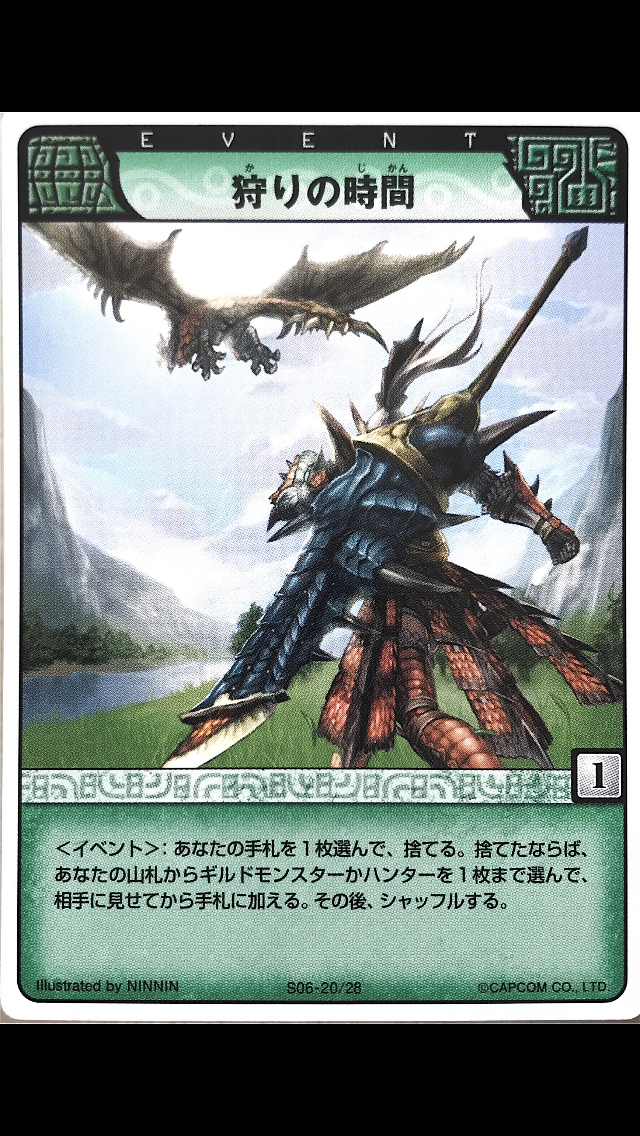 EVENT
狩りの時間
か じ かん
1
＜イベント＞：あなたの手札を１枚選んで、捨てる。捨てたならば、
あなたの山札からギルドモンスターかハンターを１枚まで選んで、
相手に見せてから手札に加える。その後、シャッフルする。
Illustrated by NINNIN
S06-20/28
©CAPCOM CO., LTD.